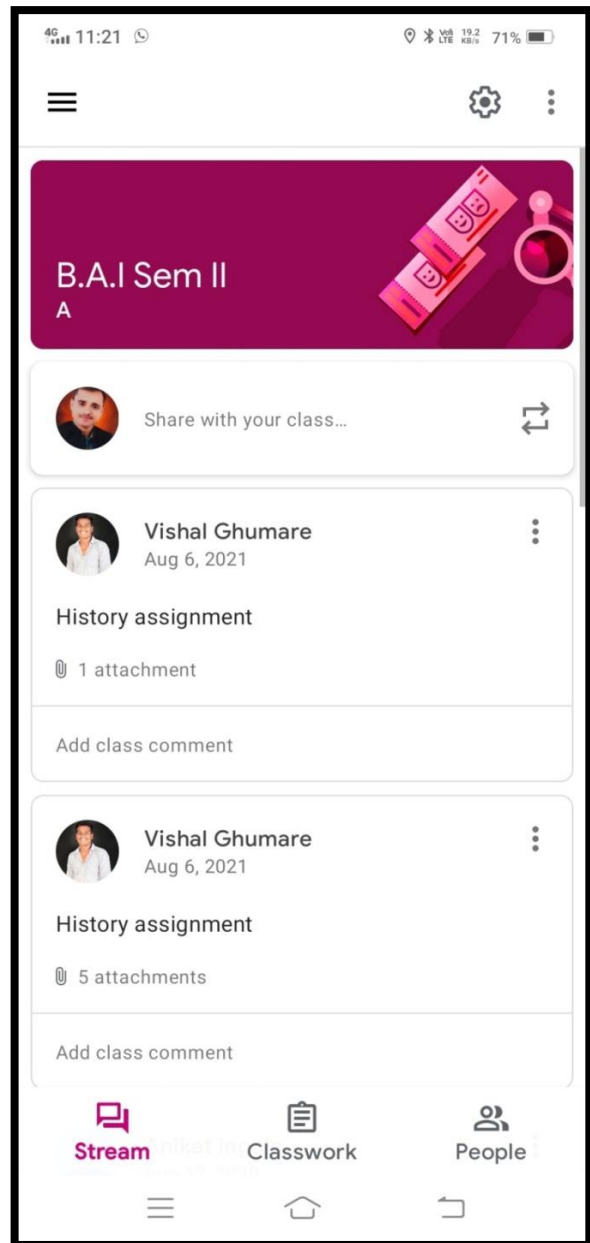 4G 11:21 VoLTE 19.2 KB/s 71%
B.A.I Sem II
A
Share with your class...
Vishal Ghumare
Aug 6, 2021
History assignment
1 attachment
Add class comment
Vishal Ghumare
Aug 6, 2021
History assignment
5 attachments
Add class comment
Stream Classwork People